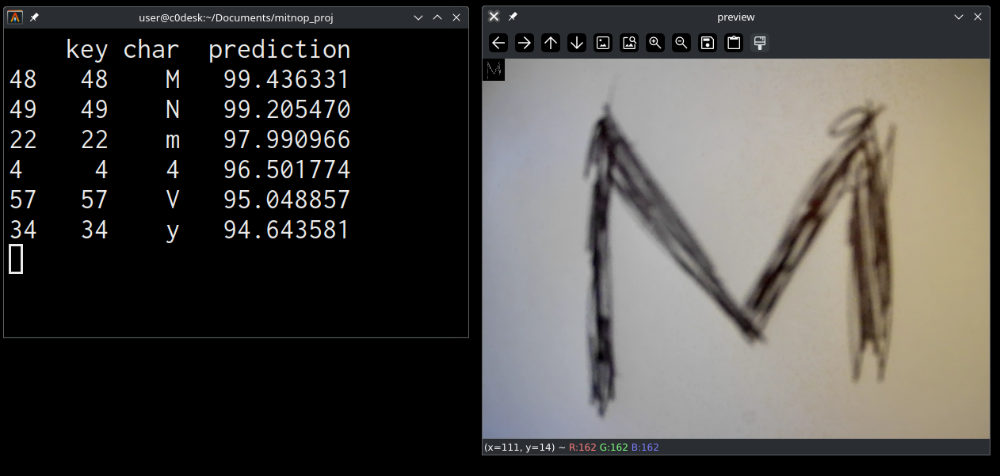 user@c0desk:~/Documents/mitnop_proj
key char prediction
48 48 M 99.436331
49 49 N 99.205470
22 22 m 97.990966
4 4 4 96.501774
57 57 V 95.048857
34 34 y 94.643581
preview
M
M
(x=111, y=14) ~ R:162 G:162 B:162